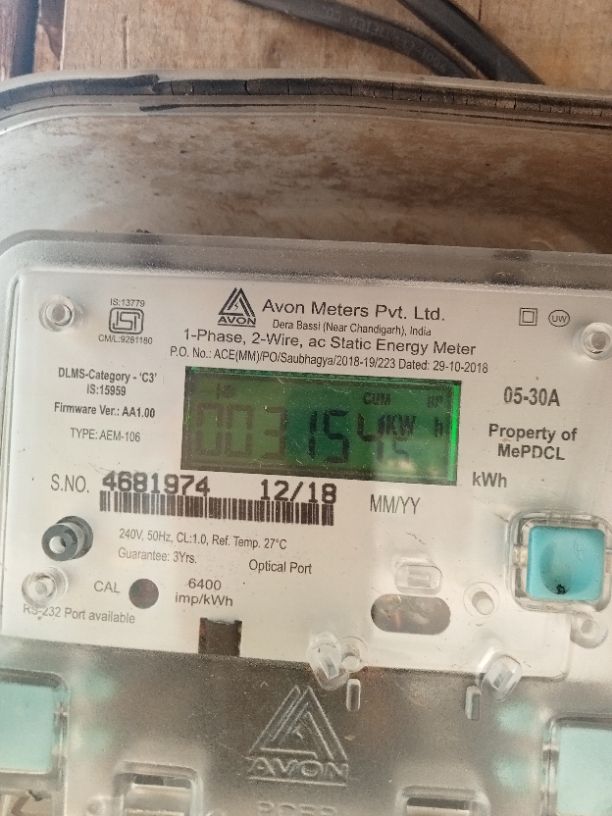 IS:13779
ISI
CM/L:9281180
AVON
Avon Meters Pvt. Ltd.
Dera Bassi (Near Chandigarh), India
1-Phase, 2-Wire, ac Static Energy Meter
P.O. No.: ACE(MM)/PO/Saubhagya/2018-19/223 Dated: 29-10-2018
UW
DLMS-Category - 'C3'
IS:15959
Firmware Ver.: AA1.00
TYPE: AEM-106
CUM
003154
KW h
05-30A
Property of
MePDCL
kWh
S.NO. 4681974 12/18
MM/YY
240V, 50Hz, CL:1.0, Ref. Temp. 27°C
Guarantee: 3Yrs.
Optical Port
CAL
6400
imp/kWh
RS-232 Port available
AVON